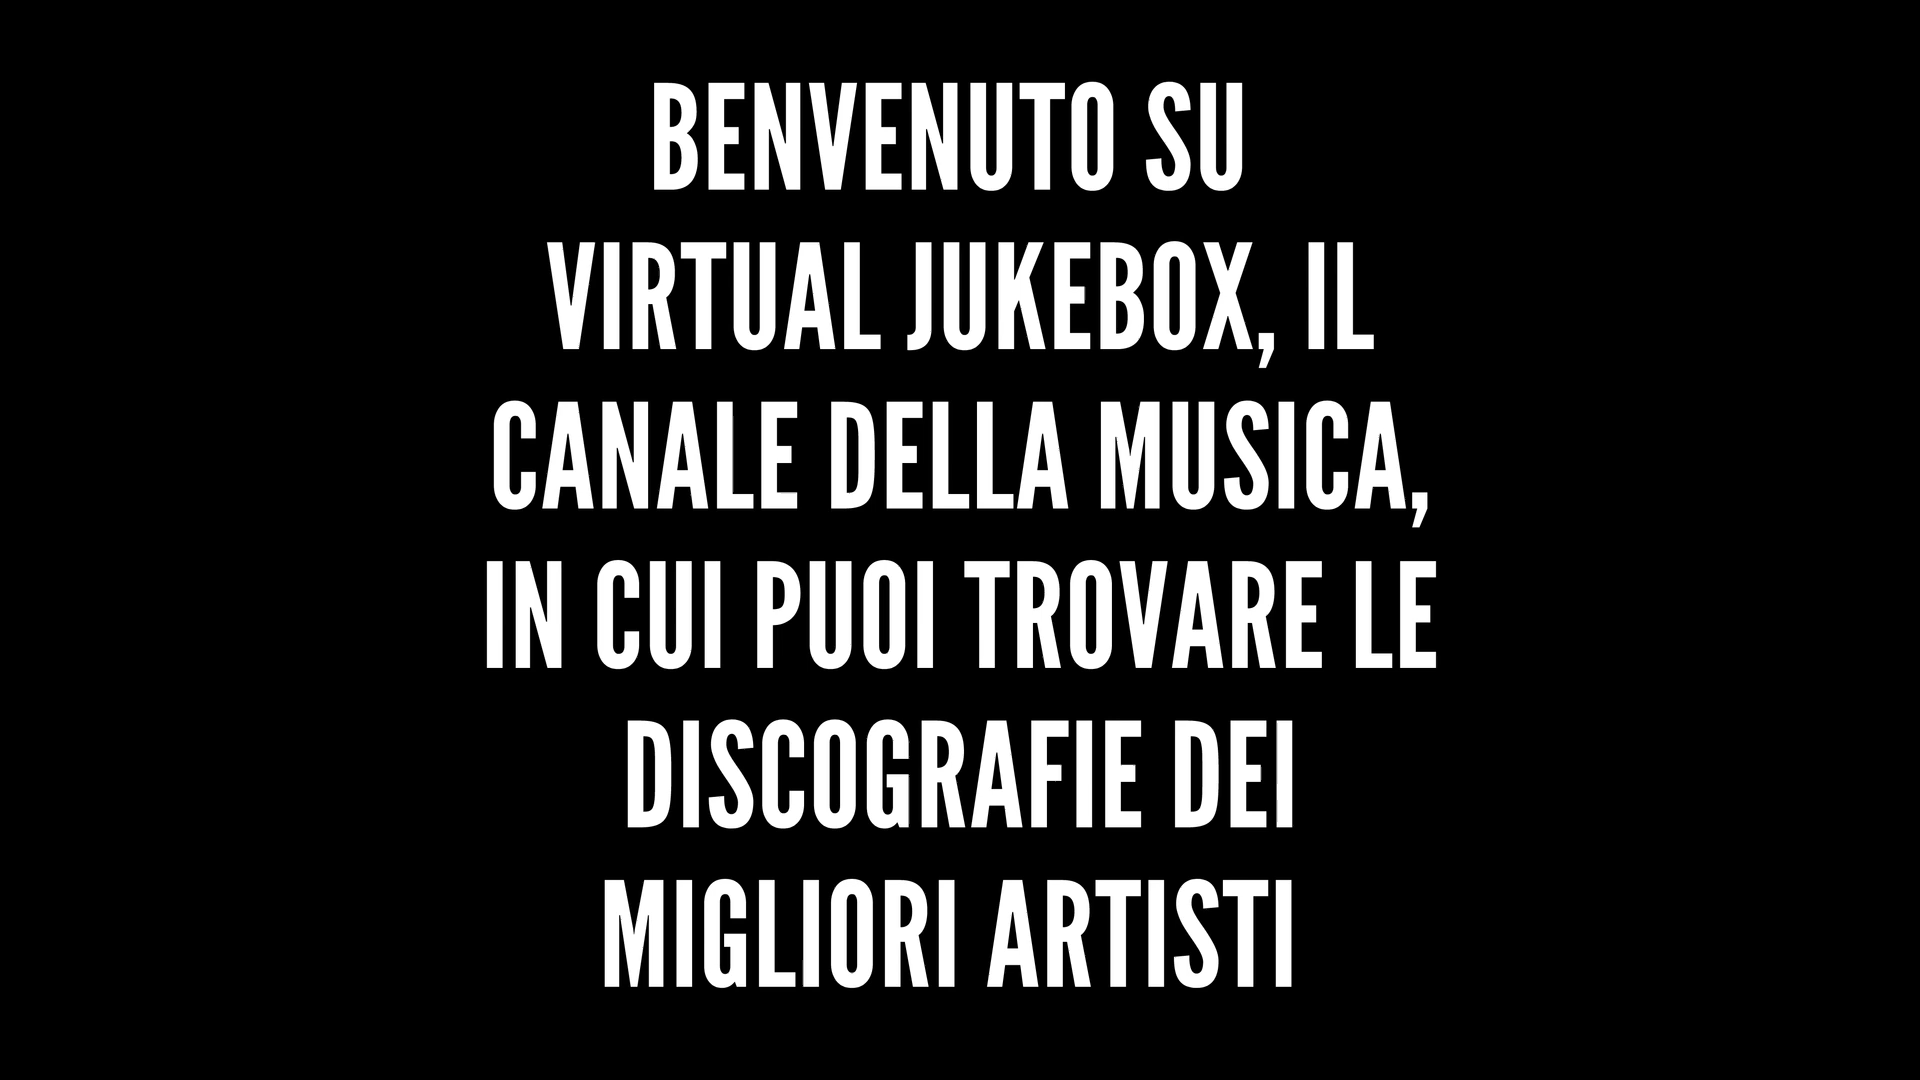 BENVENUTO SU
VIRTUAL JUKEBOX, IL
CANALE DELLA MUSICA,
IN CUI PUOI TROVARE LE
DISCOGRAFIE DEI
MIGLIORI ARTISTI